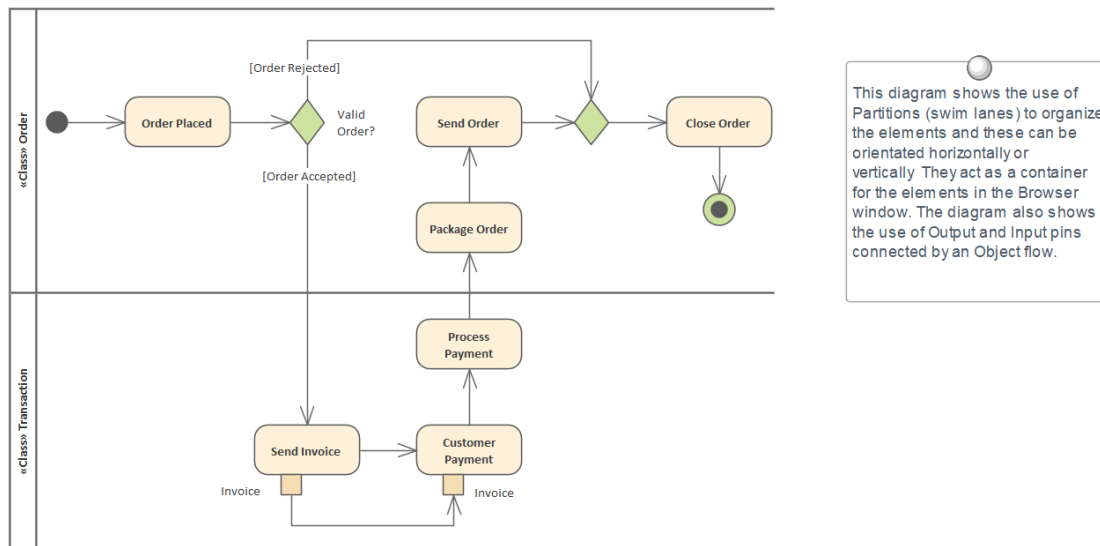 «Class» Order
[Order Rejected]
Order Placed
Valid
Order?
Send Order
Close Order
[Order Accepted]
Package Order
«Class» Transaction
Process
Payment
Send Invoice
Customer
Payment
Invoice
Invoice
This diagram shows the use of
Partitions (swim lanes) to organize
the elements and these can be
orientated horizontally or
vertically They act as a container
for the elements in the Browser
window. The diagram also shows
the use of Output and Input pins
connected by an Object flow.